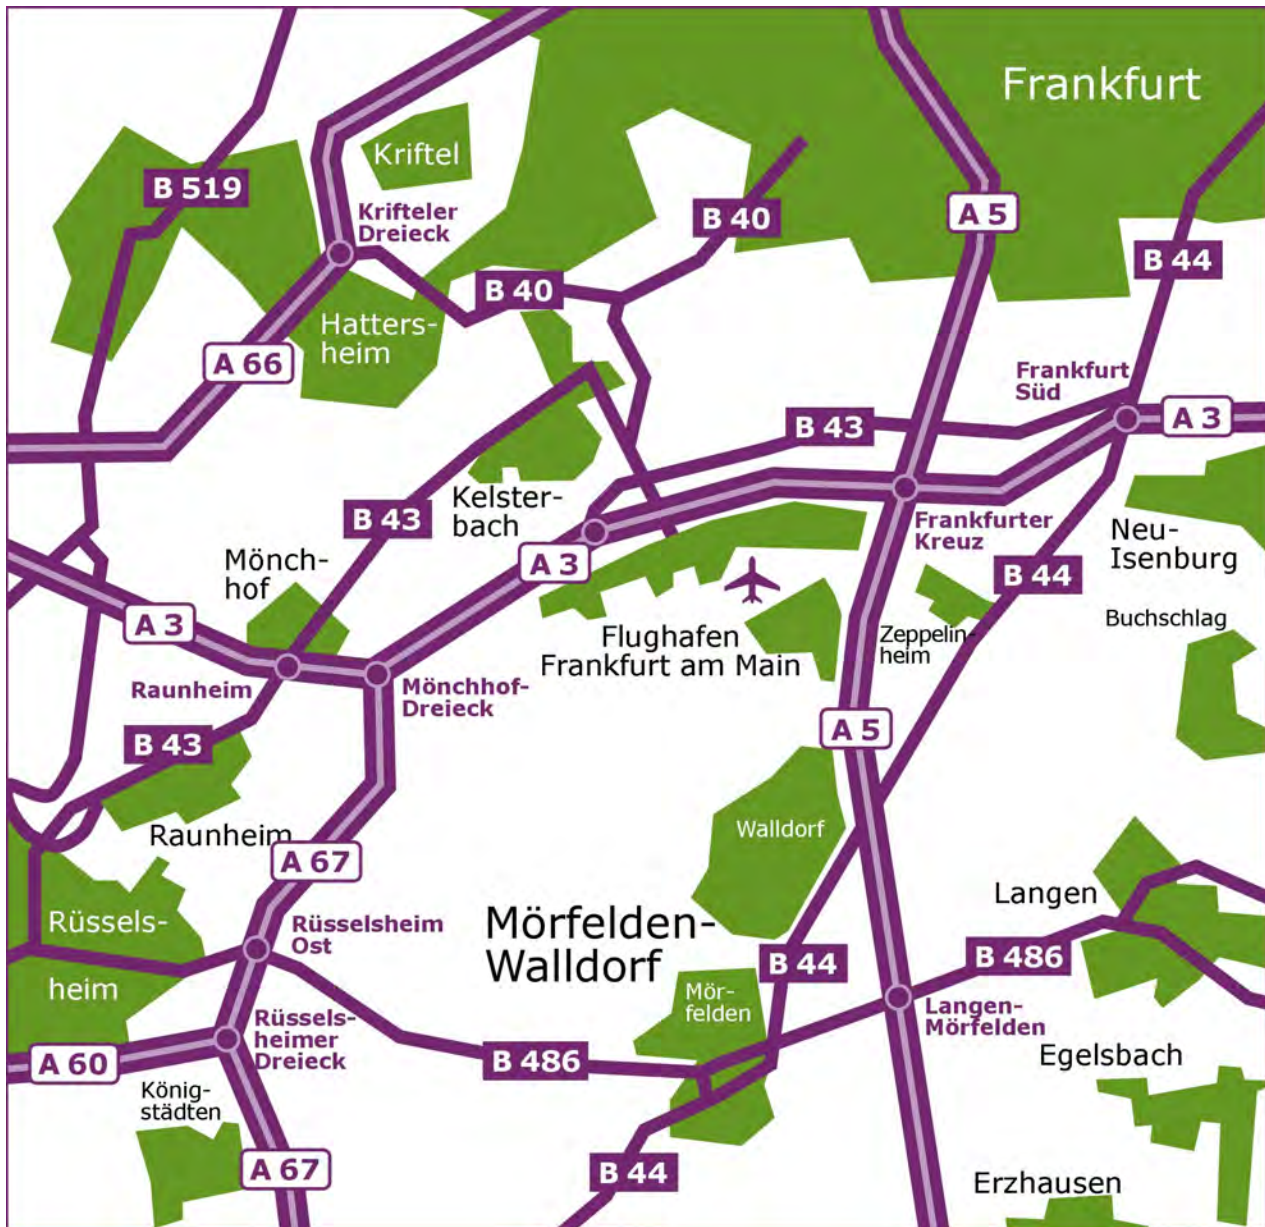 Frankfurt
Kriftel
B 519
Krifteler
Dreieck
B 40
A 5
B 44
B 40
Hatters-
heim
A 66
Frankfurt
Süd
B 43
A 3
Kelster-
bach
B 43
Frankfurter
Kreuz
Neu-
Isenburg
Mönch-
hof
A 3
B 44
A 3
Buchschlag
Flughafen
Frankfurt am Main
Zeppelin-
heim
Raunheim
Mönchhof-
Dreieck
B 43
A 5
Raunheim
Walldorf
A 67
Langen
Rüssels-
heim
Rüsselsheim
Ost
Mörfelden-
Walldorf
B 44
B 486
Mör-
felden
Langen-
Mörfelden
Rüssels-
heimer
Dreieck
A 60
B 486
Egelsbach
König-
städten
A 67
B 44
Erzhausen